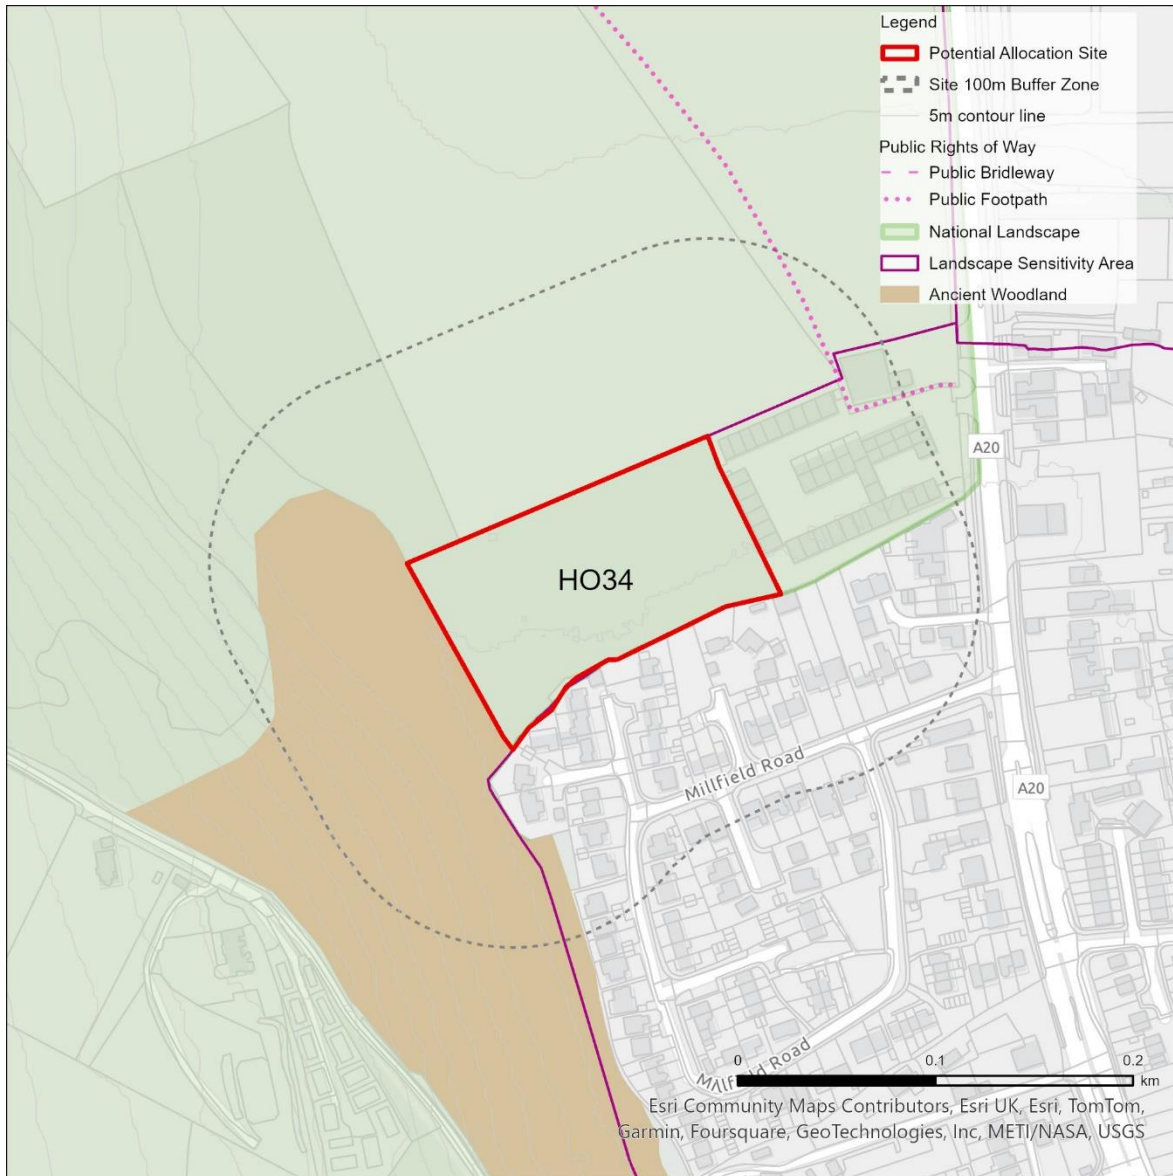 Legend
Potential Allocation Site
Site 100m Buffer Zone
5m contour line
Public Rights of Way
Public Bridleway
Public Footpath
National Landscape
Landscape Sensitivity Area
Ancient Woodland
A20
HO34
Millfield Road
A20
Millfield Road
0 0.1 0.2
km
Esri Community Maps Contributors, Esri UK, Esri, TomTom,
Garmin, Foursquare, GeoTechnologies, Inc, METI/NASA, USGS